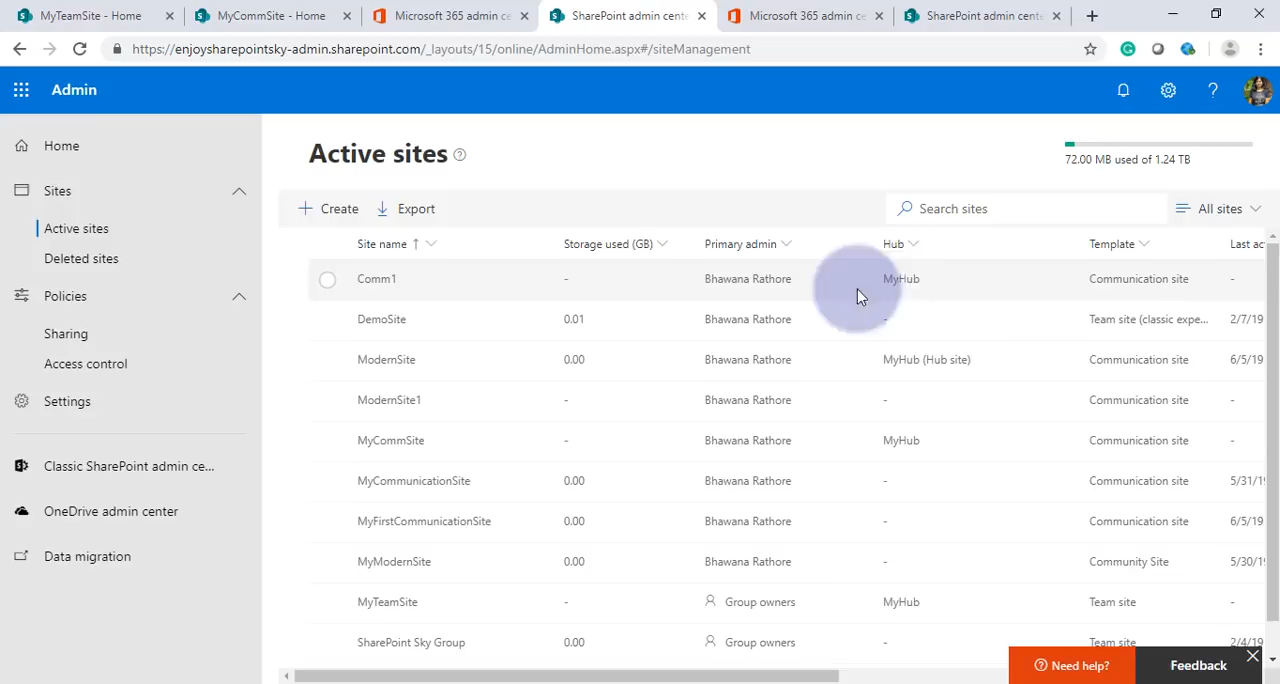 MyTeamSite - Home
MyCommSite - Home
Microsoft 365 admin ce
SharePoint admin cente
Microsoft 365 admin ce
SharePoint admin cente
https://enjoysharepointsky-admin.sharepoint.com/_layouts/15/online/AdminHome.aspx#/siteManagement
Admin
Home
Sites
Active sites
Deleted sites
Policies
Sharing
Access control
Settings
Classic SharePoint admin ce...
OneDrive admin center
Data migration
Active sites
72.00 MB used of 1.24 TB
Create Export Search sites All sites
Site name ↑ Storage used (GB) Primary admin Hub Template Last ac
Comm1 - Bhawana Rathore MyHub Communication site -
DemoSite 0.01 Bhawana Rathore - Team site (classic expe... 2/7/19
ModernSite 0.00 Bhawana Rathore MyHub (Hub site) Communication site 6/5/19
ModernSite1 - Bhawana Rathore - Communication site -
MyCommSite - Bhawana Rathore MyHub Communication site -
MyCommunicationSite 0.00 Bhawana Rathore - Communication site 5/31/19
MyFirstCommunicationSite 0.00 Bhawana Rathore - Communication site 6/5/19
MyModernSite 0.00 Bhawana Rathore - Community Site 5/30/19
MyTeamSite - Group owners MyHub Team site -
SharePoint Sky Group 0.00 Group owners - Team site 2/4/19
Need help? Feedback